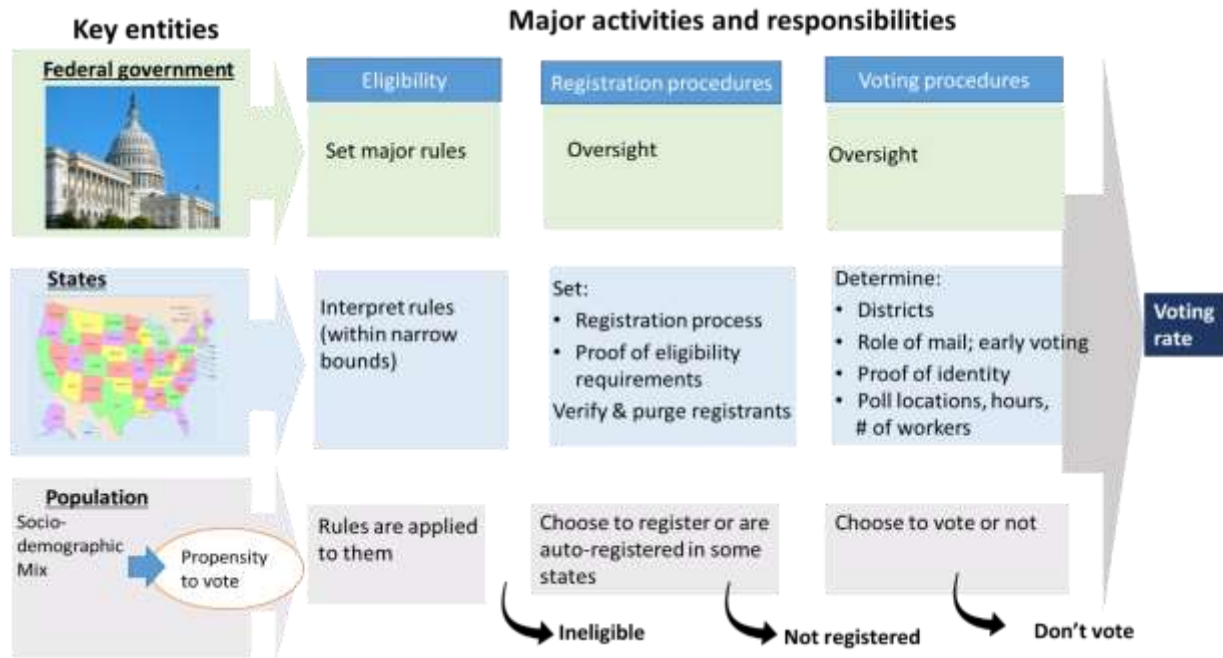 Key entities
Major activities and responsibilities
Federal government
Eligibility
Registration procedures
Voting procedures
Set major rules
Oversight
Oversight
States
Interpret rules
(within narrow
bounds)
Set:
• Registration process
• Proof of eligibility
requirements
Verify & purge registrants
Determine:
• Districts
• Role of mail; early voting
• Proof of identity
• Poll locations, hours,
# of workers
Voting
rate
Population
Socio-
demographic
Mix
Propensity
to vote
Rules are applied
to them
Choose to register or are
auto-registered in some
states
Choose to vote or not
Ineligible
Not registered
Don't vote